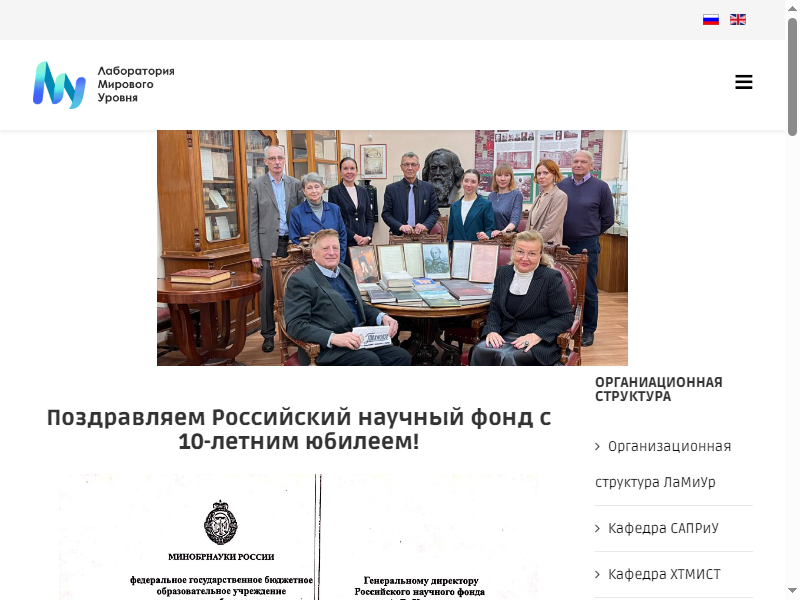 Лаборатория
Мирового
Уровня
Поздравляем Российский научный фонд с
10-летним юбилеем!
МИНОБРНАУКИ РОССИИ
федеральное государственное бюджетное
образовательное учреждение
Генеральному директору
Российского научного фонда
ОРГАНИАЦИОННАЯ
СТРУКТУРА
Организационная
структура ЛаМиУр
Кафедра САПРиУ
Кафедра ХТМИСТ